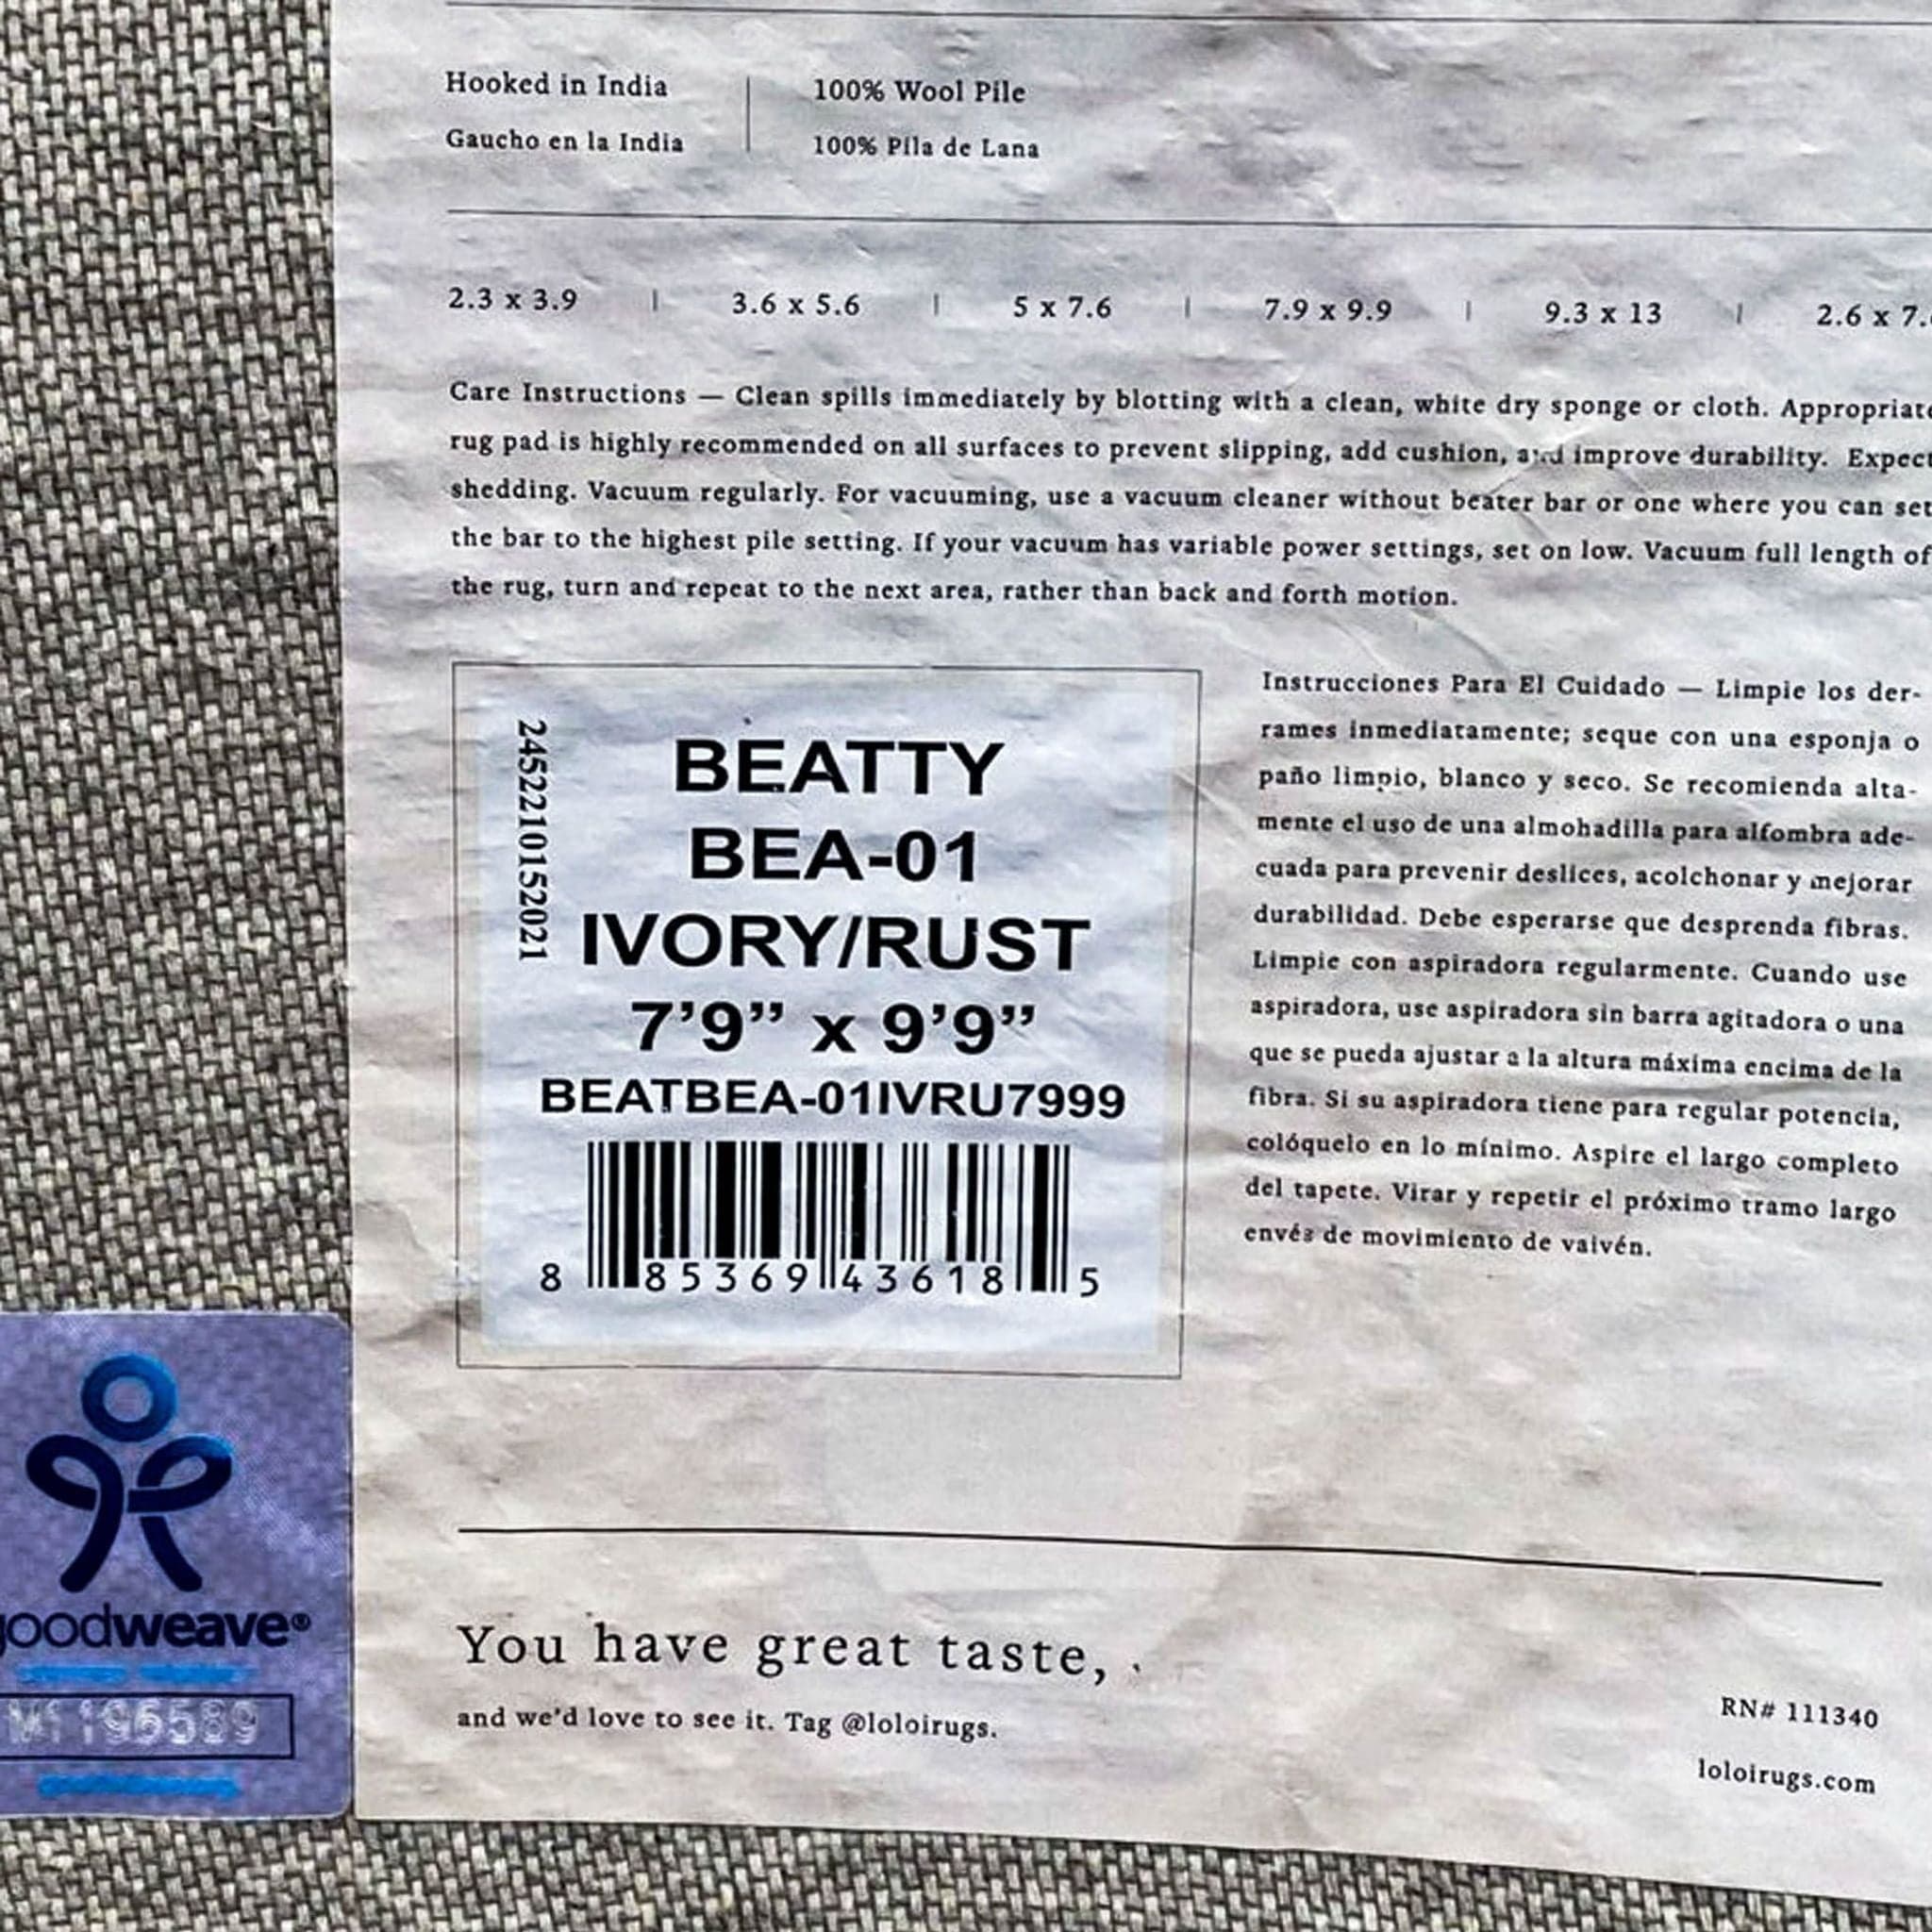 Hooked in India
Gaucho en la India
100% Wool Pile
100% Pila de Lana
2.3 x 3.9 | 3.6 x 5.6 | 5 x 7.6 | 7.9 x 9.9 | 9.3 x 13 | 2.6 x
Care Instructions — Clean spills immediately by blotting with a clean, white dry sponge or cloth. Appropriate
rug pad is highly recommended on all surfaces to prevent slipping, add cushion, and improve durability. Expect
shedding. Vacuum regularly. For vacuuming, use a vacuum cleaner without beater bar or one where you can set
the bar to the highest pile setting. If your vacuum has variable power settings, set on low. Vacuum full length of
the rug, turn and repeat to the next area, rather than back and forth motion.
2452210152021
BEATTY
BEA-01
IVORY/RUST
7’9” x 9’9”
BEATBEA-01IVRU7999
8 85369 43618 5
Instrucciones Para El Cuidado — Limpie los der-
rames inmediatamente; seque con una esponja o
paño limpio, blanco y seco. Se recomienda alta-
mente el uso de una almohadilla para alfombra ade-
cuada para prevenir deslices, acolchonar y mejorar
durabilidad. Debe esperarse que desprenda fibras.
Limpie con aspiradora regularmente. Cuando use
aspiradora, use aspiradora sin barra agitadora o una
que se pueda ajustar a la altura máxima encima de la
fibra. Si su aspiradora tiene para regular potencia,
colóquelo en lo mínimo. Aspire el largo completo
del tapete. Virar y repetir el próximo tramo largo
envés de movimiento de vaivén.
goodweave®
You have great taste,
and we’d love to see it. Tag @loloirugs.
RN# 111340
loloirugs.com